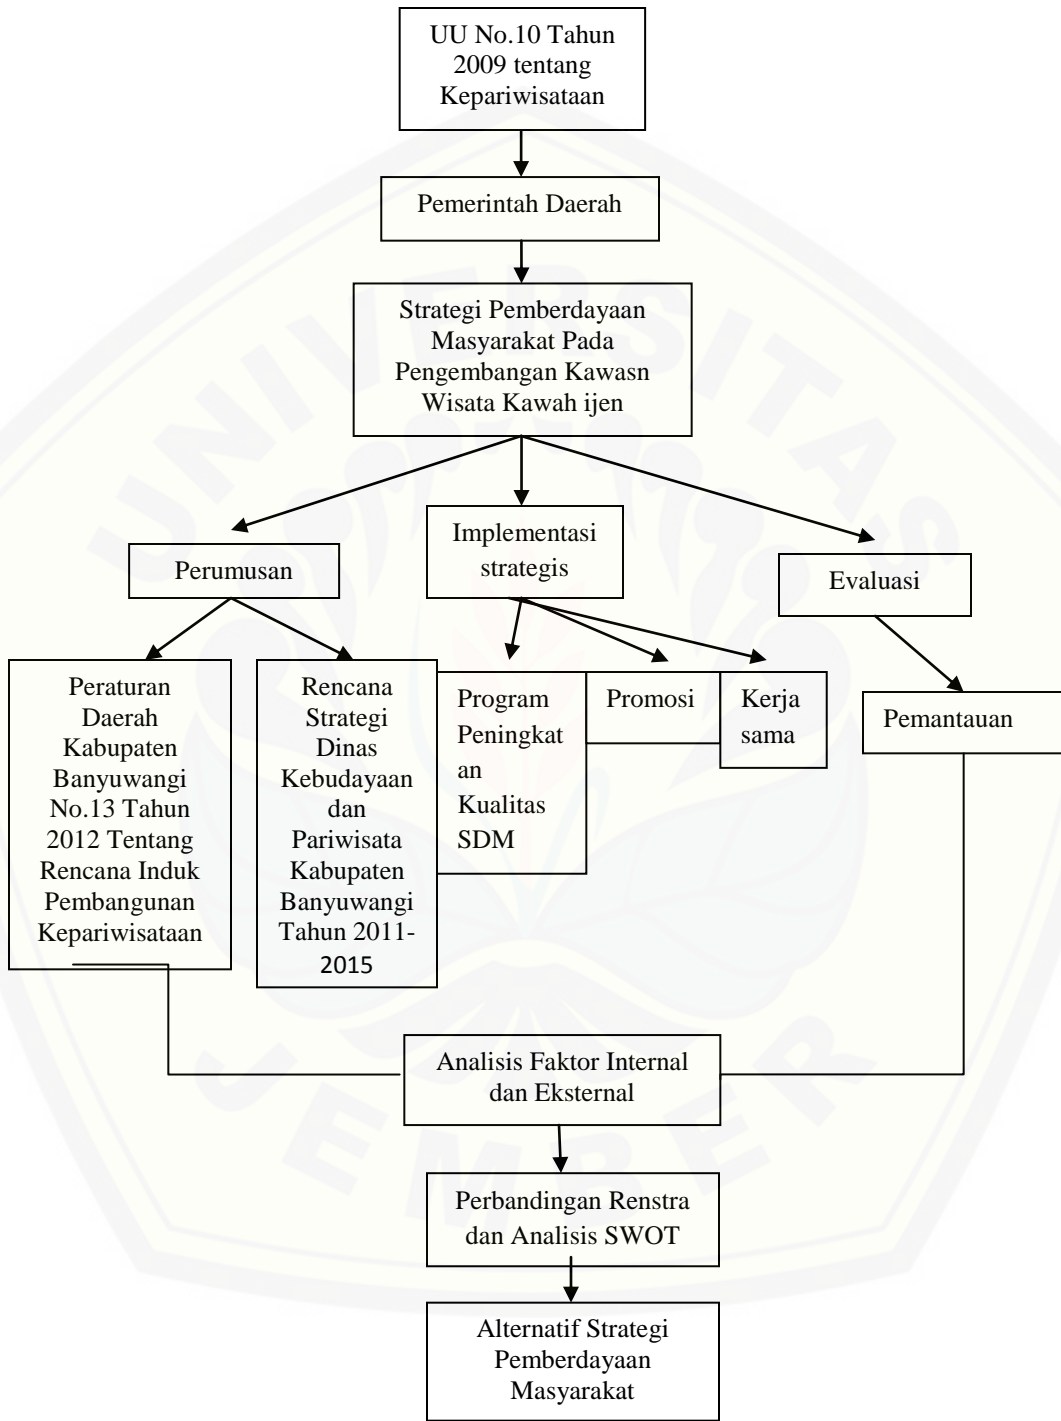 UU No.10 Tahun
2009 tentang
Kepariwisataan
Pemerintah Daerah
Strategi Pemberdayaan
Masyarakat Pada
Pengembangan Kawasn
Wisata Kawah ijen
Perumusan
Implementasi
strategis
Evaluasi
Peraturan
Daerah
Kabupaten
Banyuwangi
No.13 Tahun
2012 Tentang
Rencana Induk
Pembangunan
Kepariwisataan
Rencana
Strategi
Dinas
Kebudayaan
dan
Pariwisata
Kabupaten
Banyuwangi
Tahun 2011-
2015
Program
Peningkat
an
Kualitas
SDM
Promosi
Kerja
sama
Pemantauan
Analisis Faktor Internal
dan Eksternal
Perbandingan Renstra
dan Analisis SWOT
Alternatif Strategi
Pemberdayaan
Masyarakat
UNIVERSITAS
JEMBER